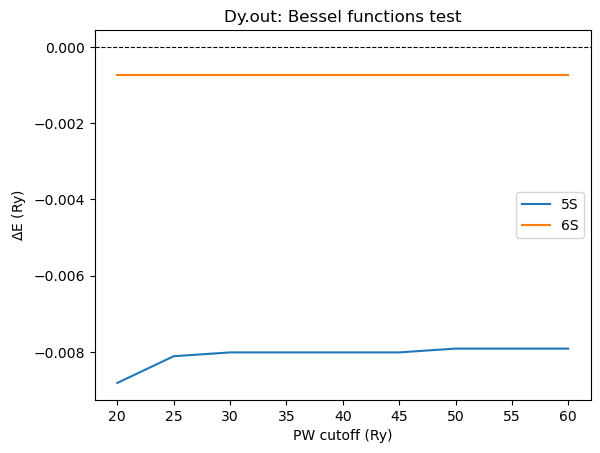 Dy.out: Bessel functions test
ΔE (Ry)
0.000
−0.002
−0.004
−0.006
−0.008
5S
6S
20 25 30 35 40 45 50 55 60
PW cutoff (Ry)